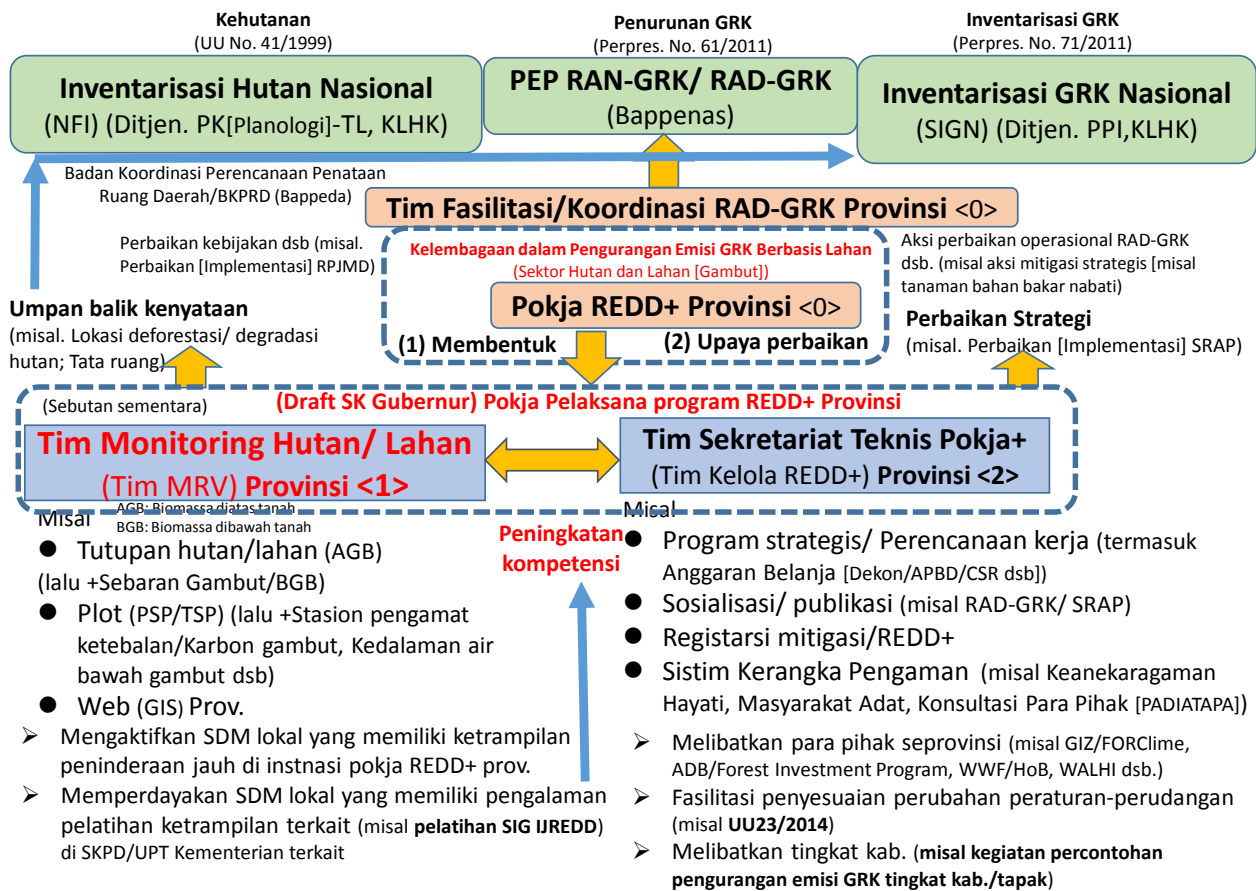 Kehutanan
(UU No. 41/1999)
Penurunan GRK
(Perpres. No. 61/2011)
Inventarisasi GRK
(Perpres. No. 71/2011)
Inventarisasi Hutan Nasional
(NFI) (Ditjen. PK[Planologi]-TL, KLHK)
PEP RAN-GRK/ RAD-GRK
(Bappenas)
Inventarisasi GRK Nasional
(SIGN) (Ditjen. PPI,KLHK)
Badan Koordinasi Perencanaan Penataan
Ruang Daerah/BKPRD (Bappeda)
Tim Fasilitasi/Koordinasi RAD-GRK Provinsi <0>
Perbaikan kebijakan dsb (misal.
Perbaikan [Implementasi] RPJMD)
Kelembagaan dalam Pengurangan Emisi GRK Berbasis Lahan
(Sektor Hutan dan Lahan [Gambut])
Pokja REDD+ Provinsi <0>
(1) Membentuk
(2) Upaya perbaikan
Aksi perbaikan operasional RAD-GRK
dsb. (misal aksi mitigasi strategis [misal
tanaman bahan bakar nabati)
Umpan balik kenyataan
(misal. Lokasi deforestasi/ degradasi
hutan; Tata ruang)
Perbaikan Strategi
(misal. Perbaikan [Implementasi] SRAP)
(Sebutan sementara)
(Draft SK Gubernur) Pokja Pelaksana program REDD+ Provinsi
Tim Monitoring Hutan/ Lahan
(Tim MRV) Provinsi <1>
Tim Sekretariat Teknis Pokja+
(Tim Kelola REDD+) Provinsi <2>
AGB: Biomassa diatas tanah
BGB: Biomassa dibawah tanah
Misal
● Tutupan hutan/lahan (AGB)
(lalu +Sebaran Gambut/BGB)
● Plot (PSP/TSP) (lalu +Stasion pengamat
ketebalan/Karbon gambut, Kedalaman air
bawah gambut dsb)
● Web (GIS) Prov.
➢ Mengaktifkan SDM lokal yang memiliki ketrampilan
peninderaan jauh di instnasi pokja REDD+ prov.
➢ Memperdayakan SDM lokal yang memiliki pengalaman
pelatihan ketrampilan terkait (misal pelatihan SIG IJREDD)
di SKPD/UPT Kementerian terkait
Peningkatan
kompetensi
Misal
● Program strategis/ Perencanaan kerja (termasuk
Anggaran Belanja [Dekon/APBD/CSR dsb])
● Sosialisasi/ publikasi (misal RAD-GRK/ SRAP)
● Registarsi mitigasi/REDD+
● Sistim Kerangka Pengaman (misal Keanekaragaman
Hayati, Masyarakat Adat, Konsultasi Para Pihak [PADIATAPA])
➢ Melibatkan para pihak seprovinsi (misal GIZ/FORClime,
ADB/Forest Investment Program, WWF/HoB, WALHI dsb.)
➢ Fasilitasi penyesuaian perubahan peraturan-perudangan
(misal UU23/2014)
➢ Melibatkan tingkat kab. (misal kegiatan percontohan
pengurangan emisi GRK tingkat kab./tapak)